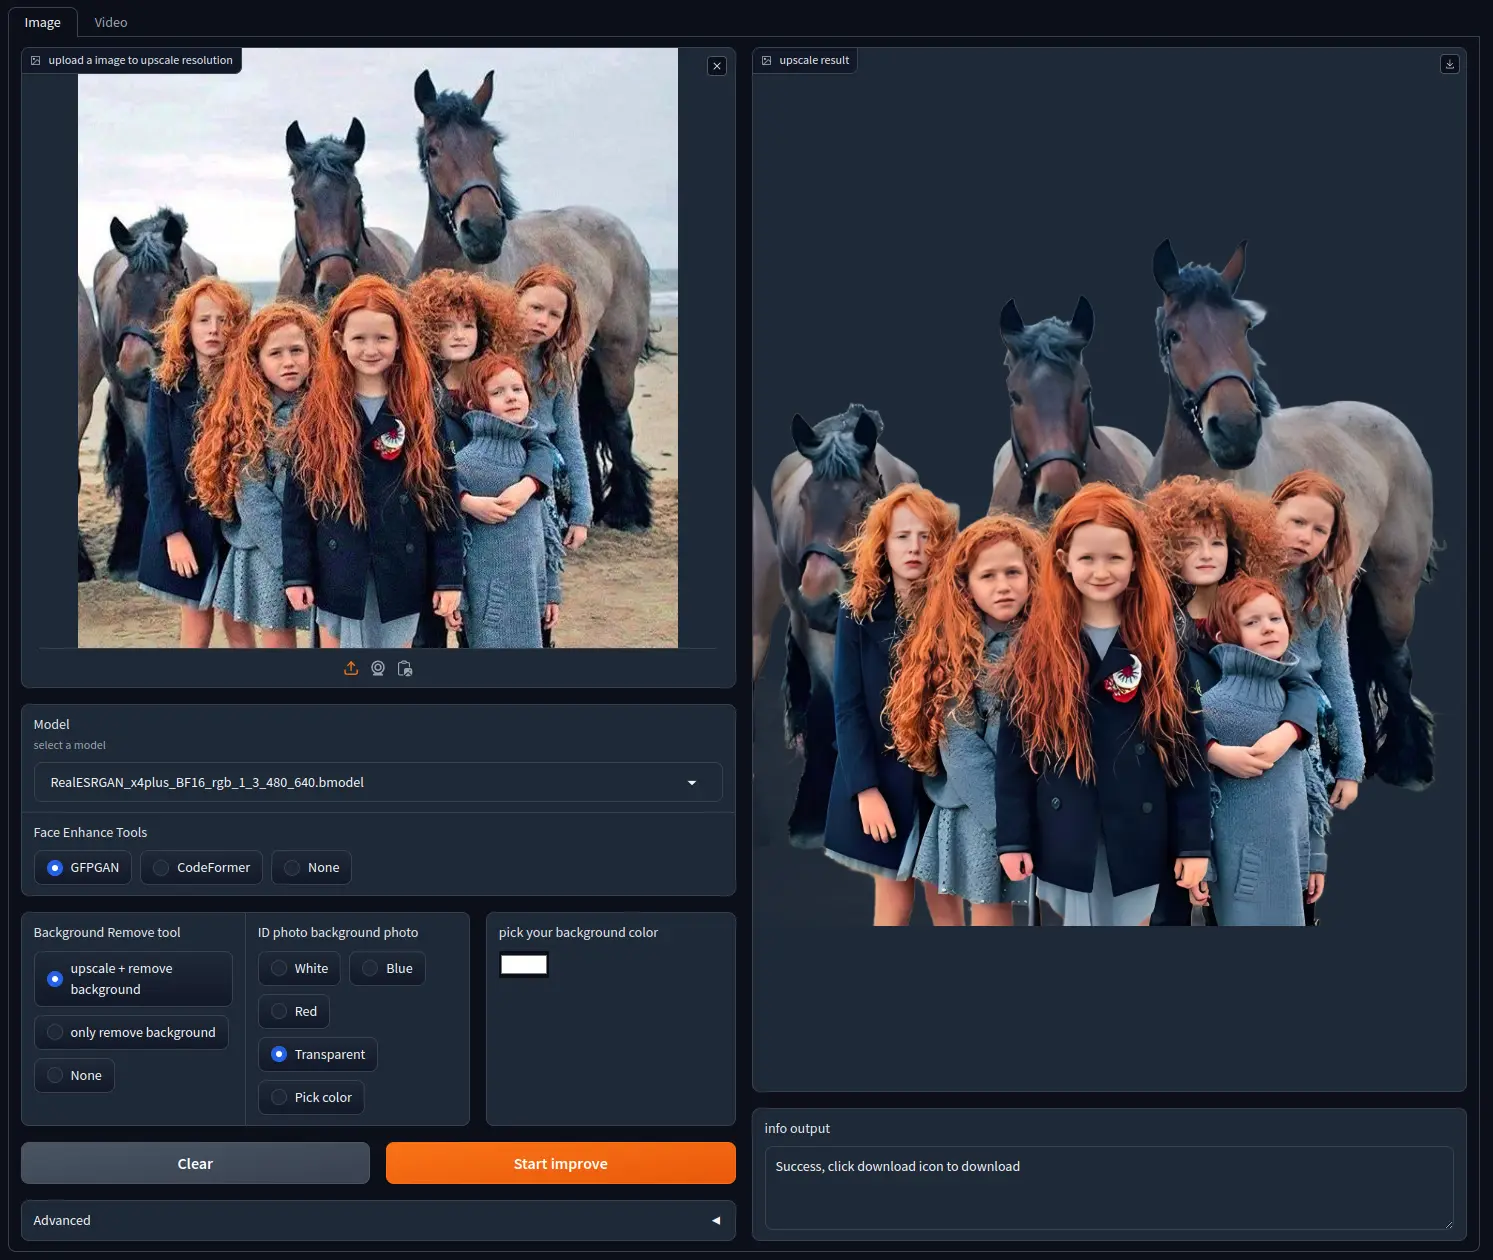 Image
Video
upload a image to upscale resolution
upscale result
Model
select a model
RealESRGAN_x4plus_BF16_rgb_1_3_480_640.bmodel
Face Enhance Tools
GFPGAN
CodeFormer
None
Background Remove tool
upscale + remove
background
only remove background
None
ID photo background photo
White
Blue
Red
Transparent
Pick color
pick your background color
Clear
Start improve
Advanced
info output
Success, click download icon to download